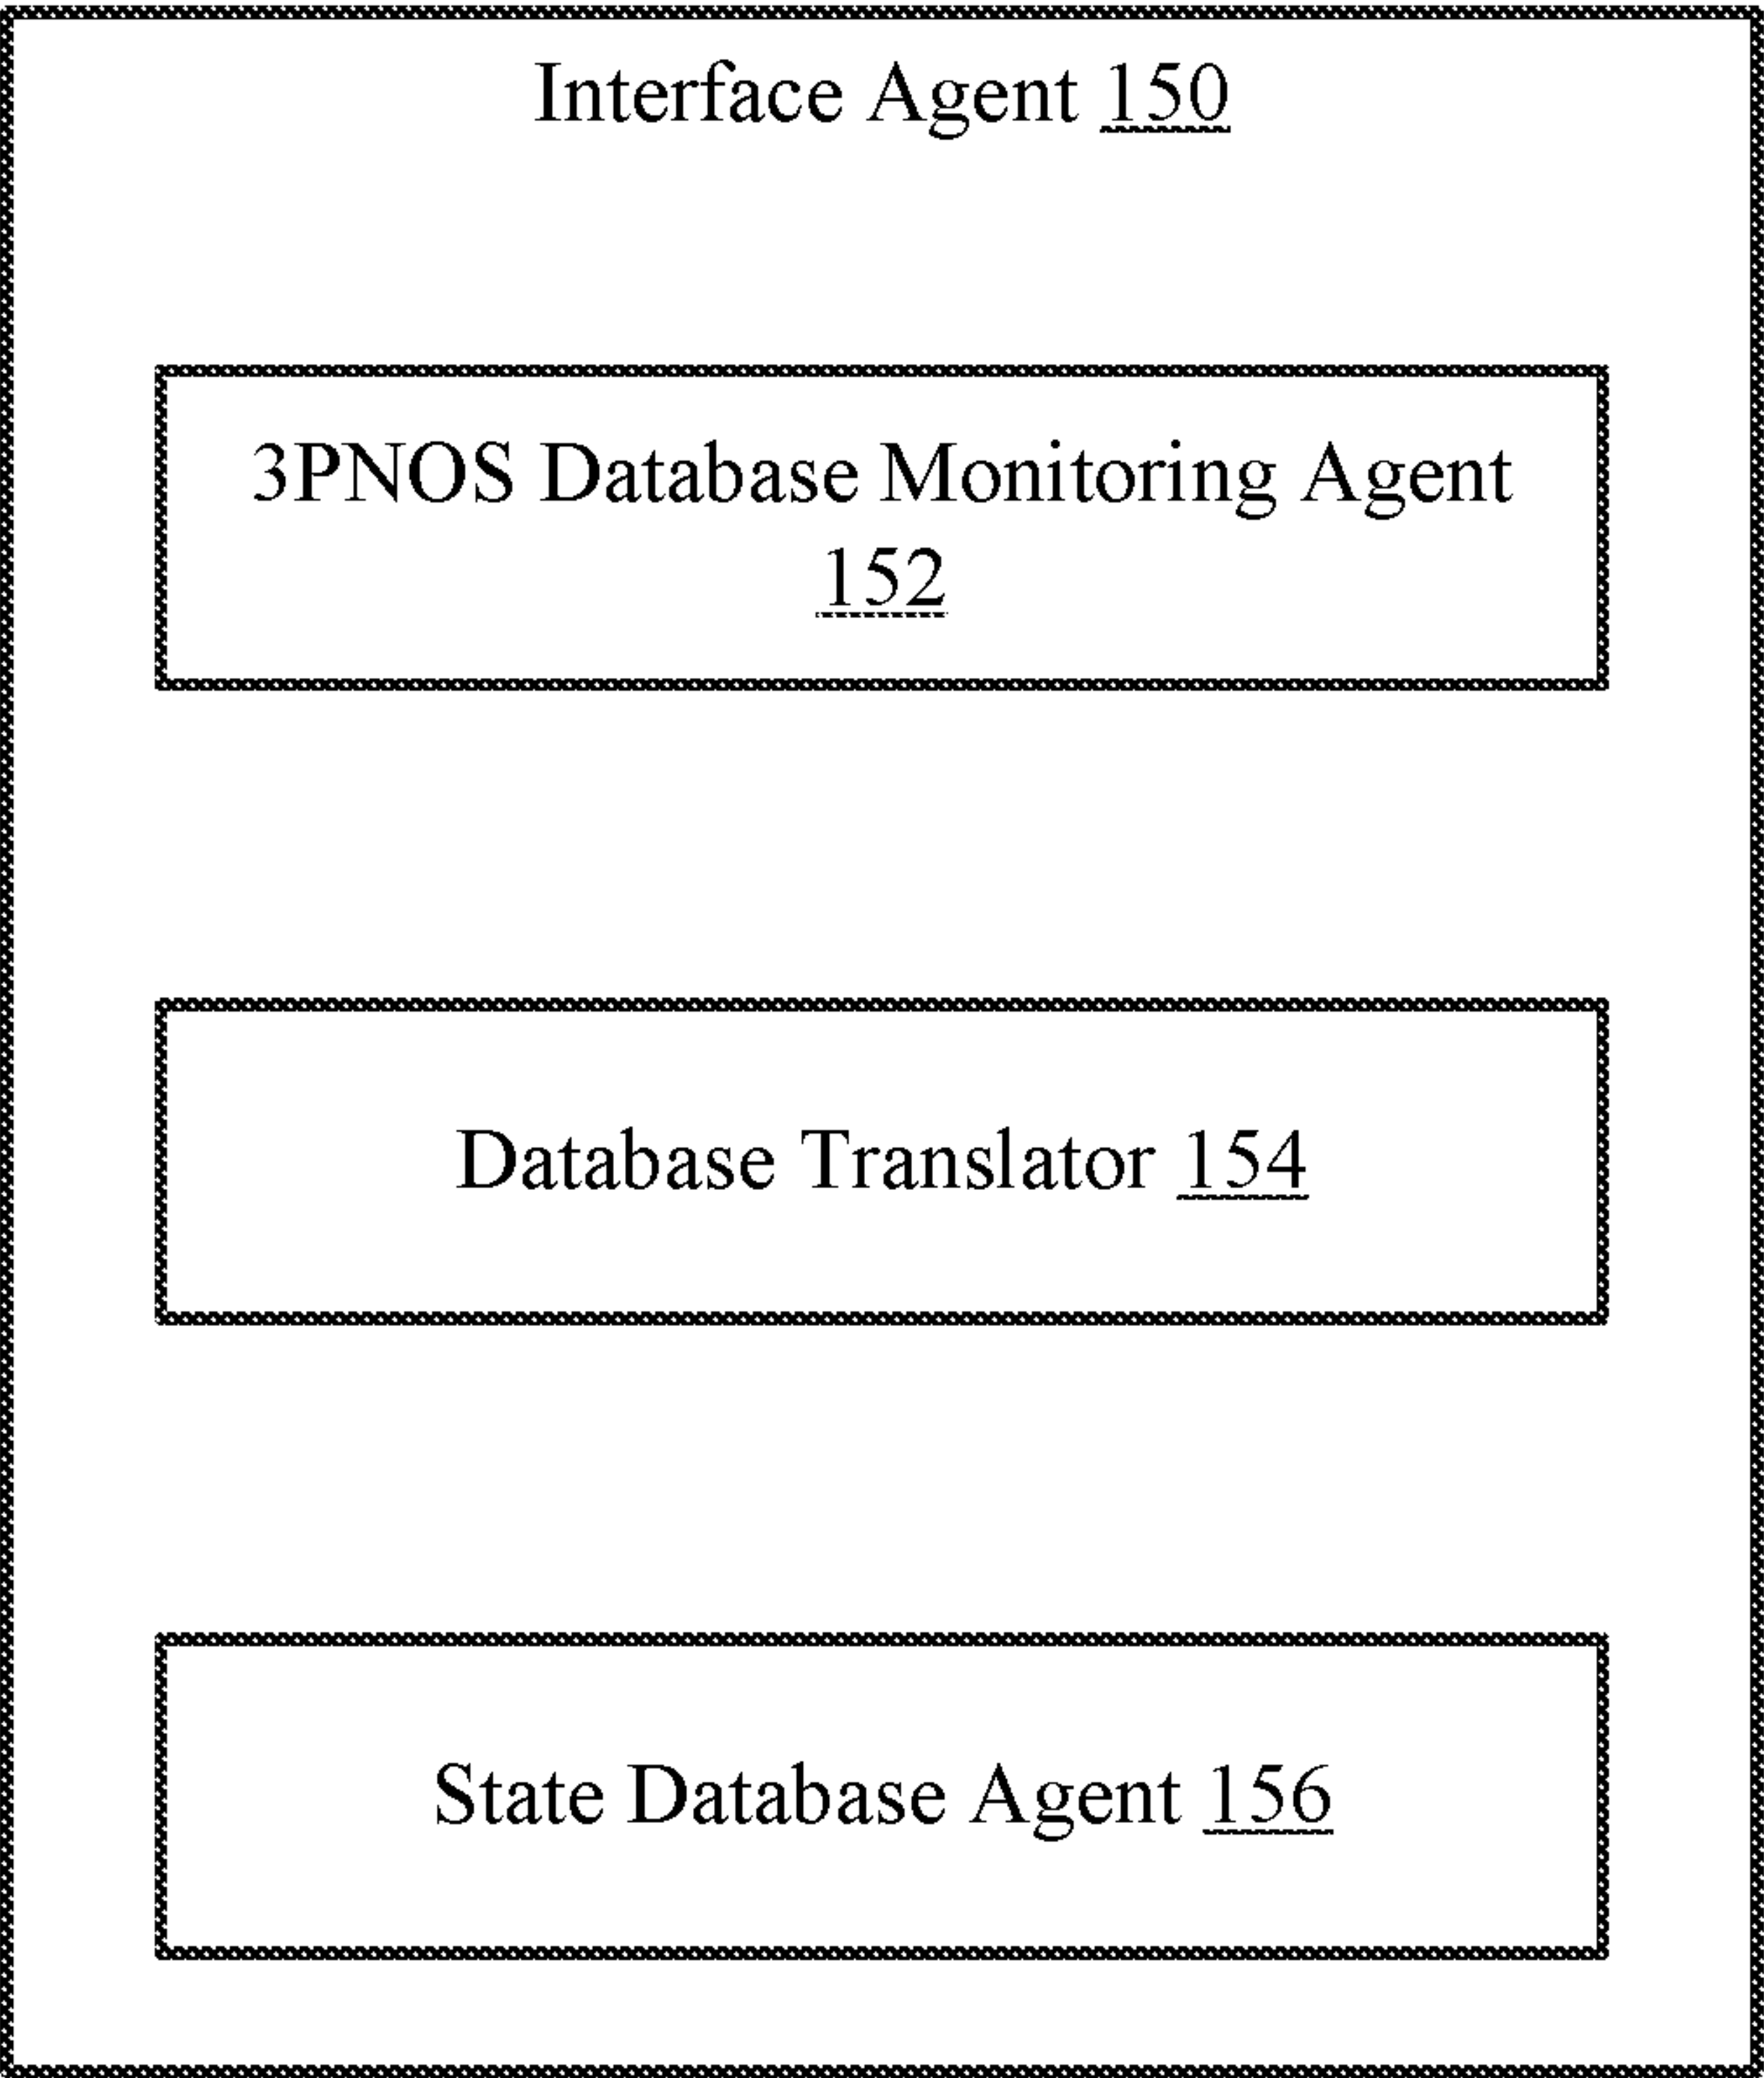 Interface Agent 150
3PNOS Database Monitoring Agent
152
Database Translator 154
State Database Agent 156